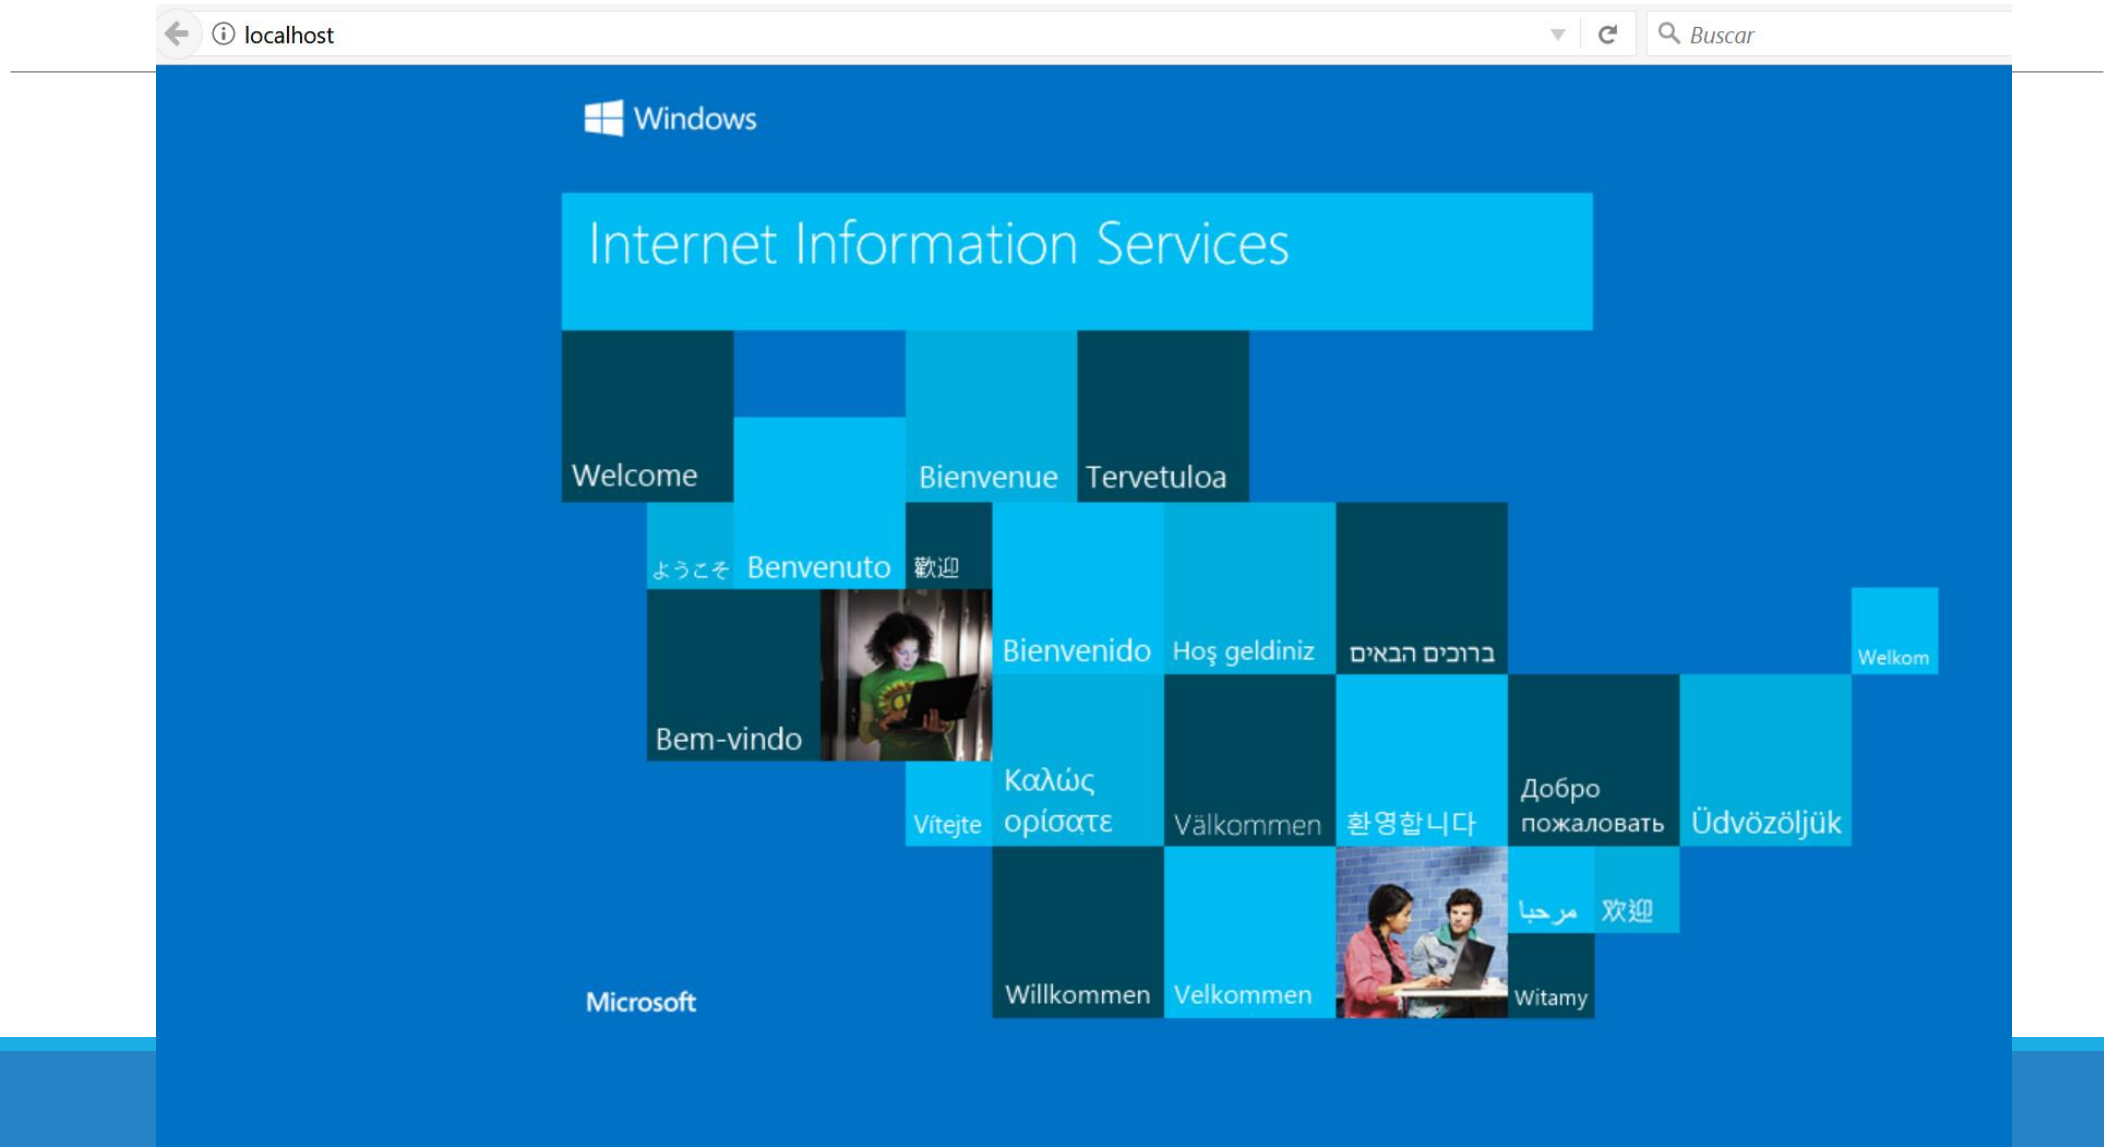 localhost
Buscar
Windows
Internet Information Services
Welcome
Bienvenue
Tervetuloa
ようこそ
Benvenuto
歡迎
Bienvenido
Hoş geldiniz
ברוכים הבאים
Welkom
Bem-vindo
Vítejte
Καλώς
ορίσατε
Välkommen
환영합니다
Добро
пожаловать
Üdvözöljük
مرحبا
欢迎
Microsoft
Willkommen
Velkommen
Witamy